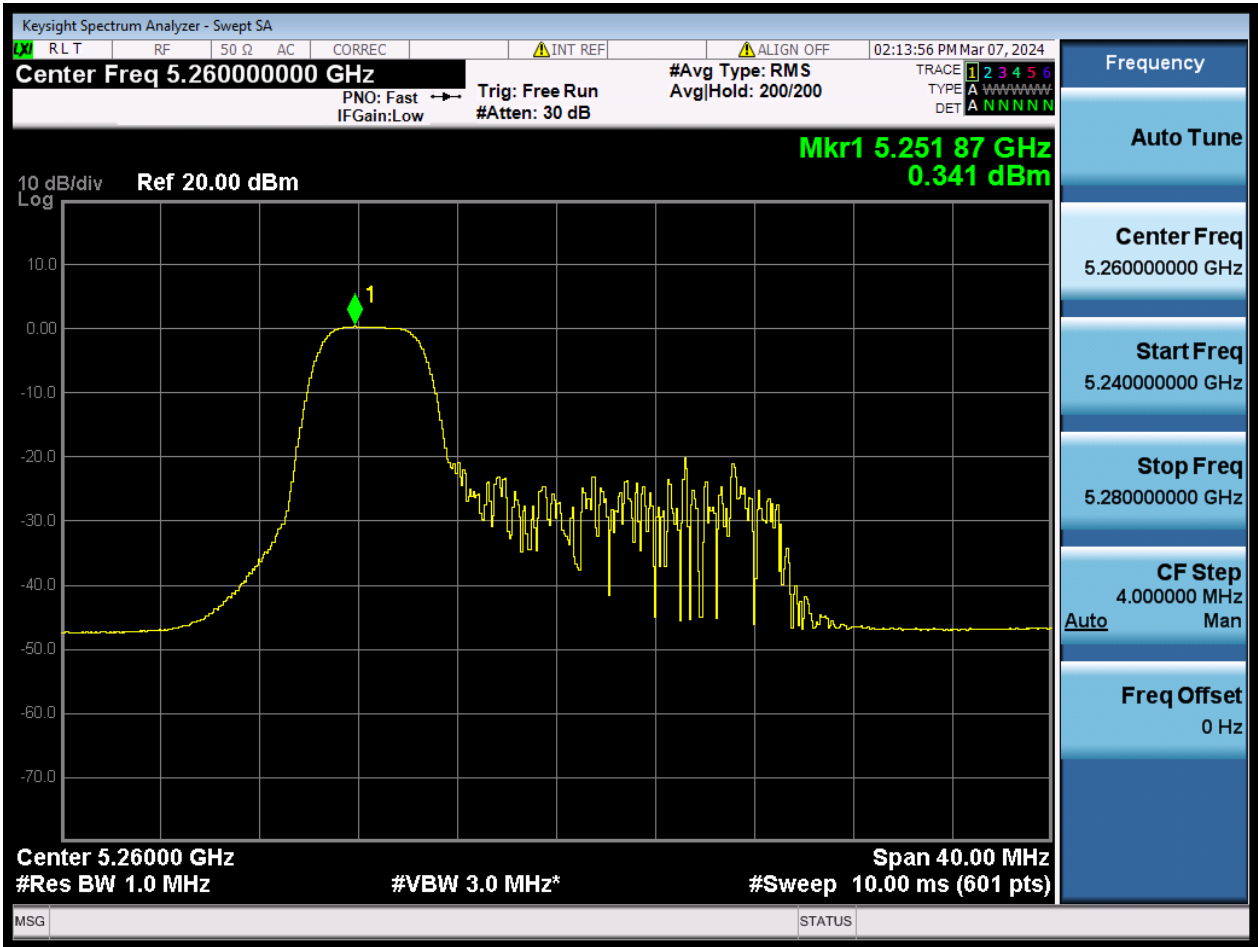 Keysight Spectrum Analyzer - Swept SA
LXI RLT RF 50 Ω AC CORREC INT REF ALIGN OFF 02:13:56 PM Mar 07, 2024
Center Freq 5.260000000 GHz
PNO: Fast
IFGain:Low
Trig: Free Run
#Atten: 30 dB
#Avg Type: RMS
Avg|Hold: 200/200
TRACE 1 2 3 4 5 6
TYPE A WWWWW
DET A N N N N N
Mkr1 5.251 87 GHz
0.341 dBm
10 dB/div Ref 20.00 dBm
Log
1
10.0
0.00
-10.0
-20.0
-30.0
-40.0
-50.0
-60.0
-70.0
Center 5.26000 GHz Span 40.00 MHz
#Res BW 1.0 MHz #VBW 3.0 MHz* #Sweep 10.00 ms (601 pts)
MSG STATUS
Frequency
Auto Tune
Center Freq
5.260000000 GHz
Start Freq
5.240000000 GHz
Stop Freq
5.280000000 GHz
CF Step
4.000000 MHz
Auto Man
Freq Offset
0 Hz